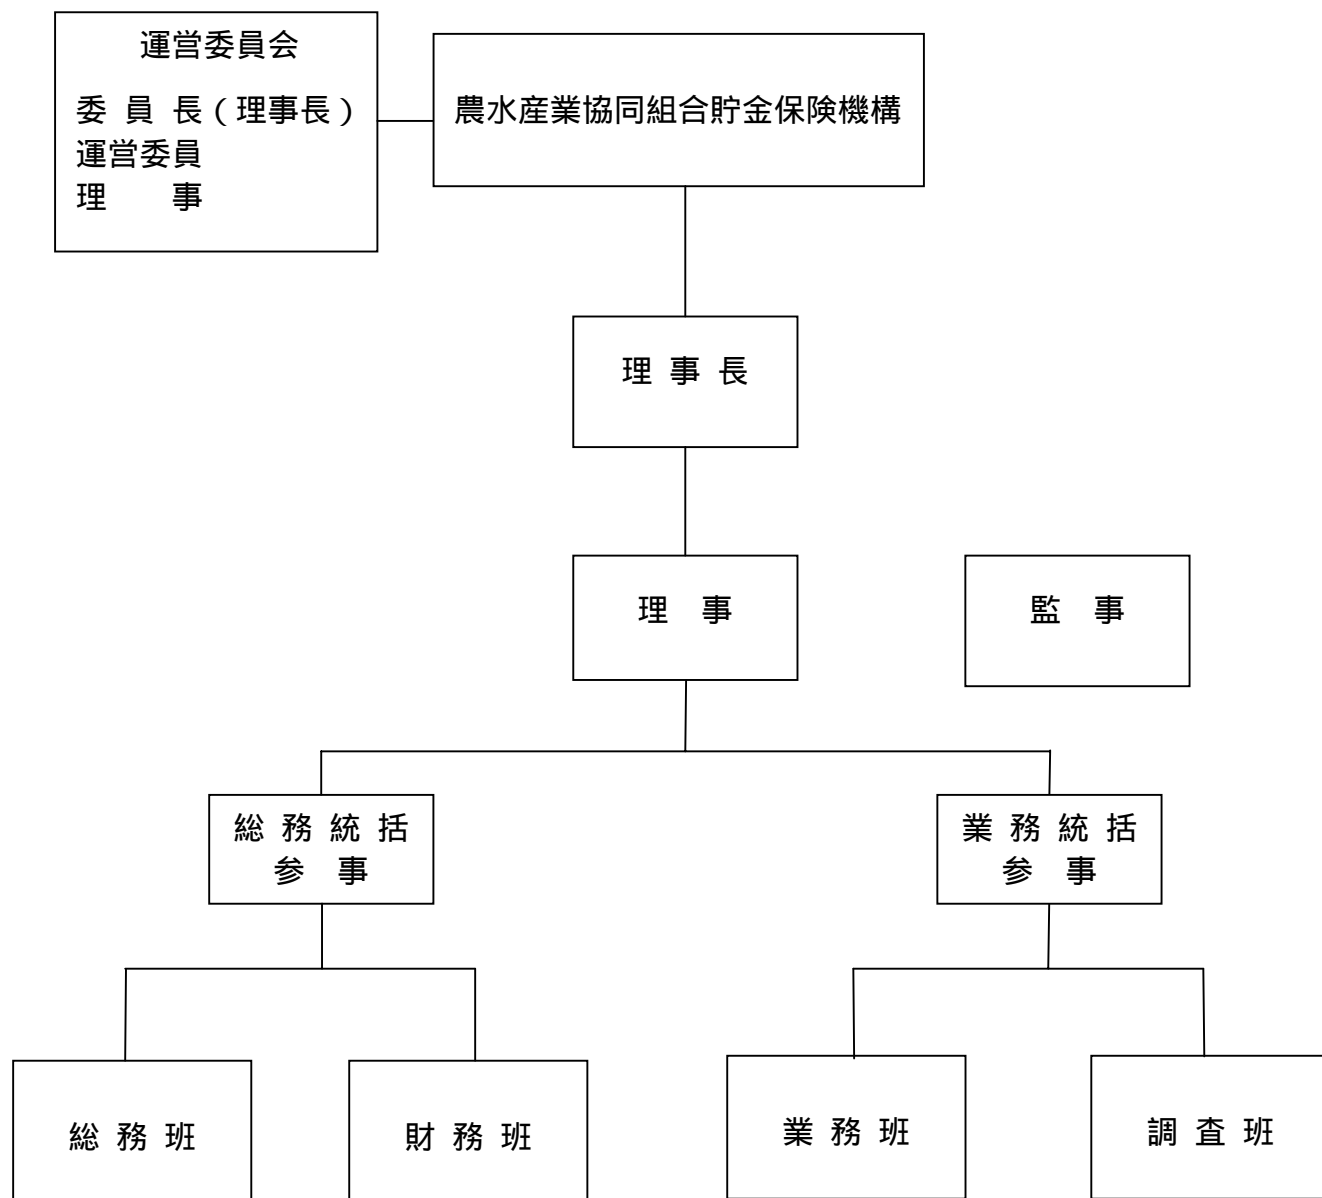 運営委員会
委 員 長（理事長）
運営委員
理　　事
農水産業協同組合貯金保険機構
理 事 長
理　事
監　事
総 務 統 括
参　事
業 務 統 括
参　事
総 務 班
財 務 班
業 務 班
調 査 班